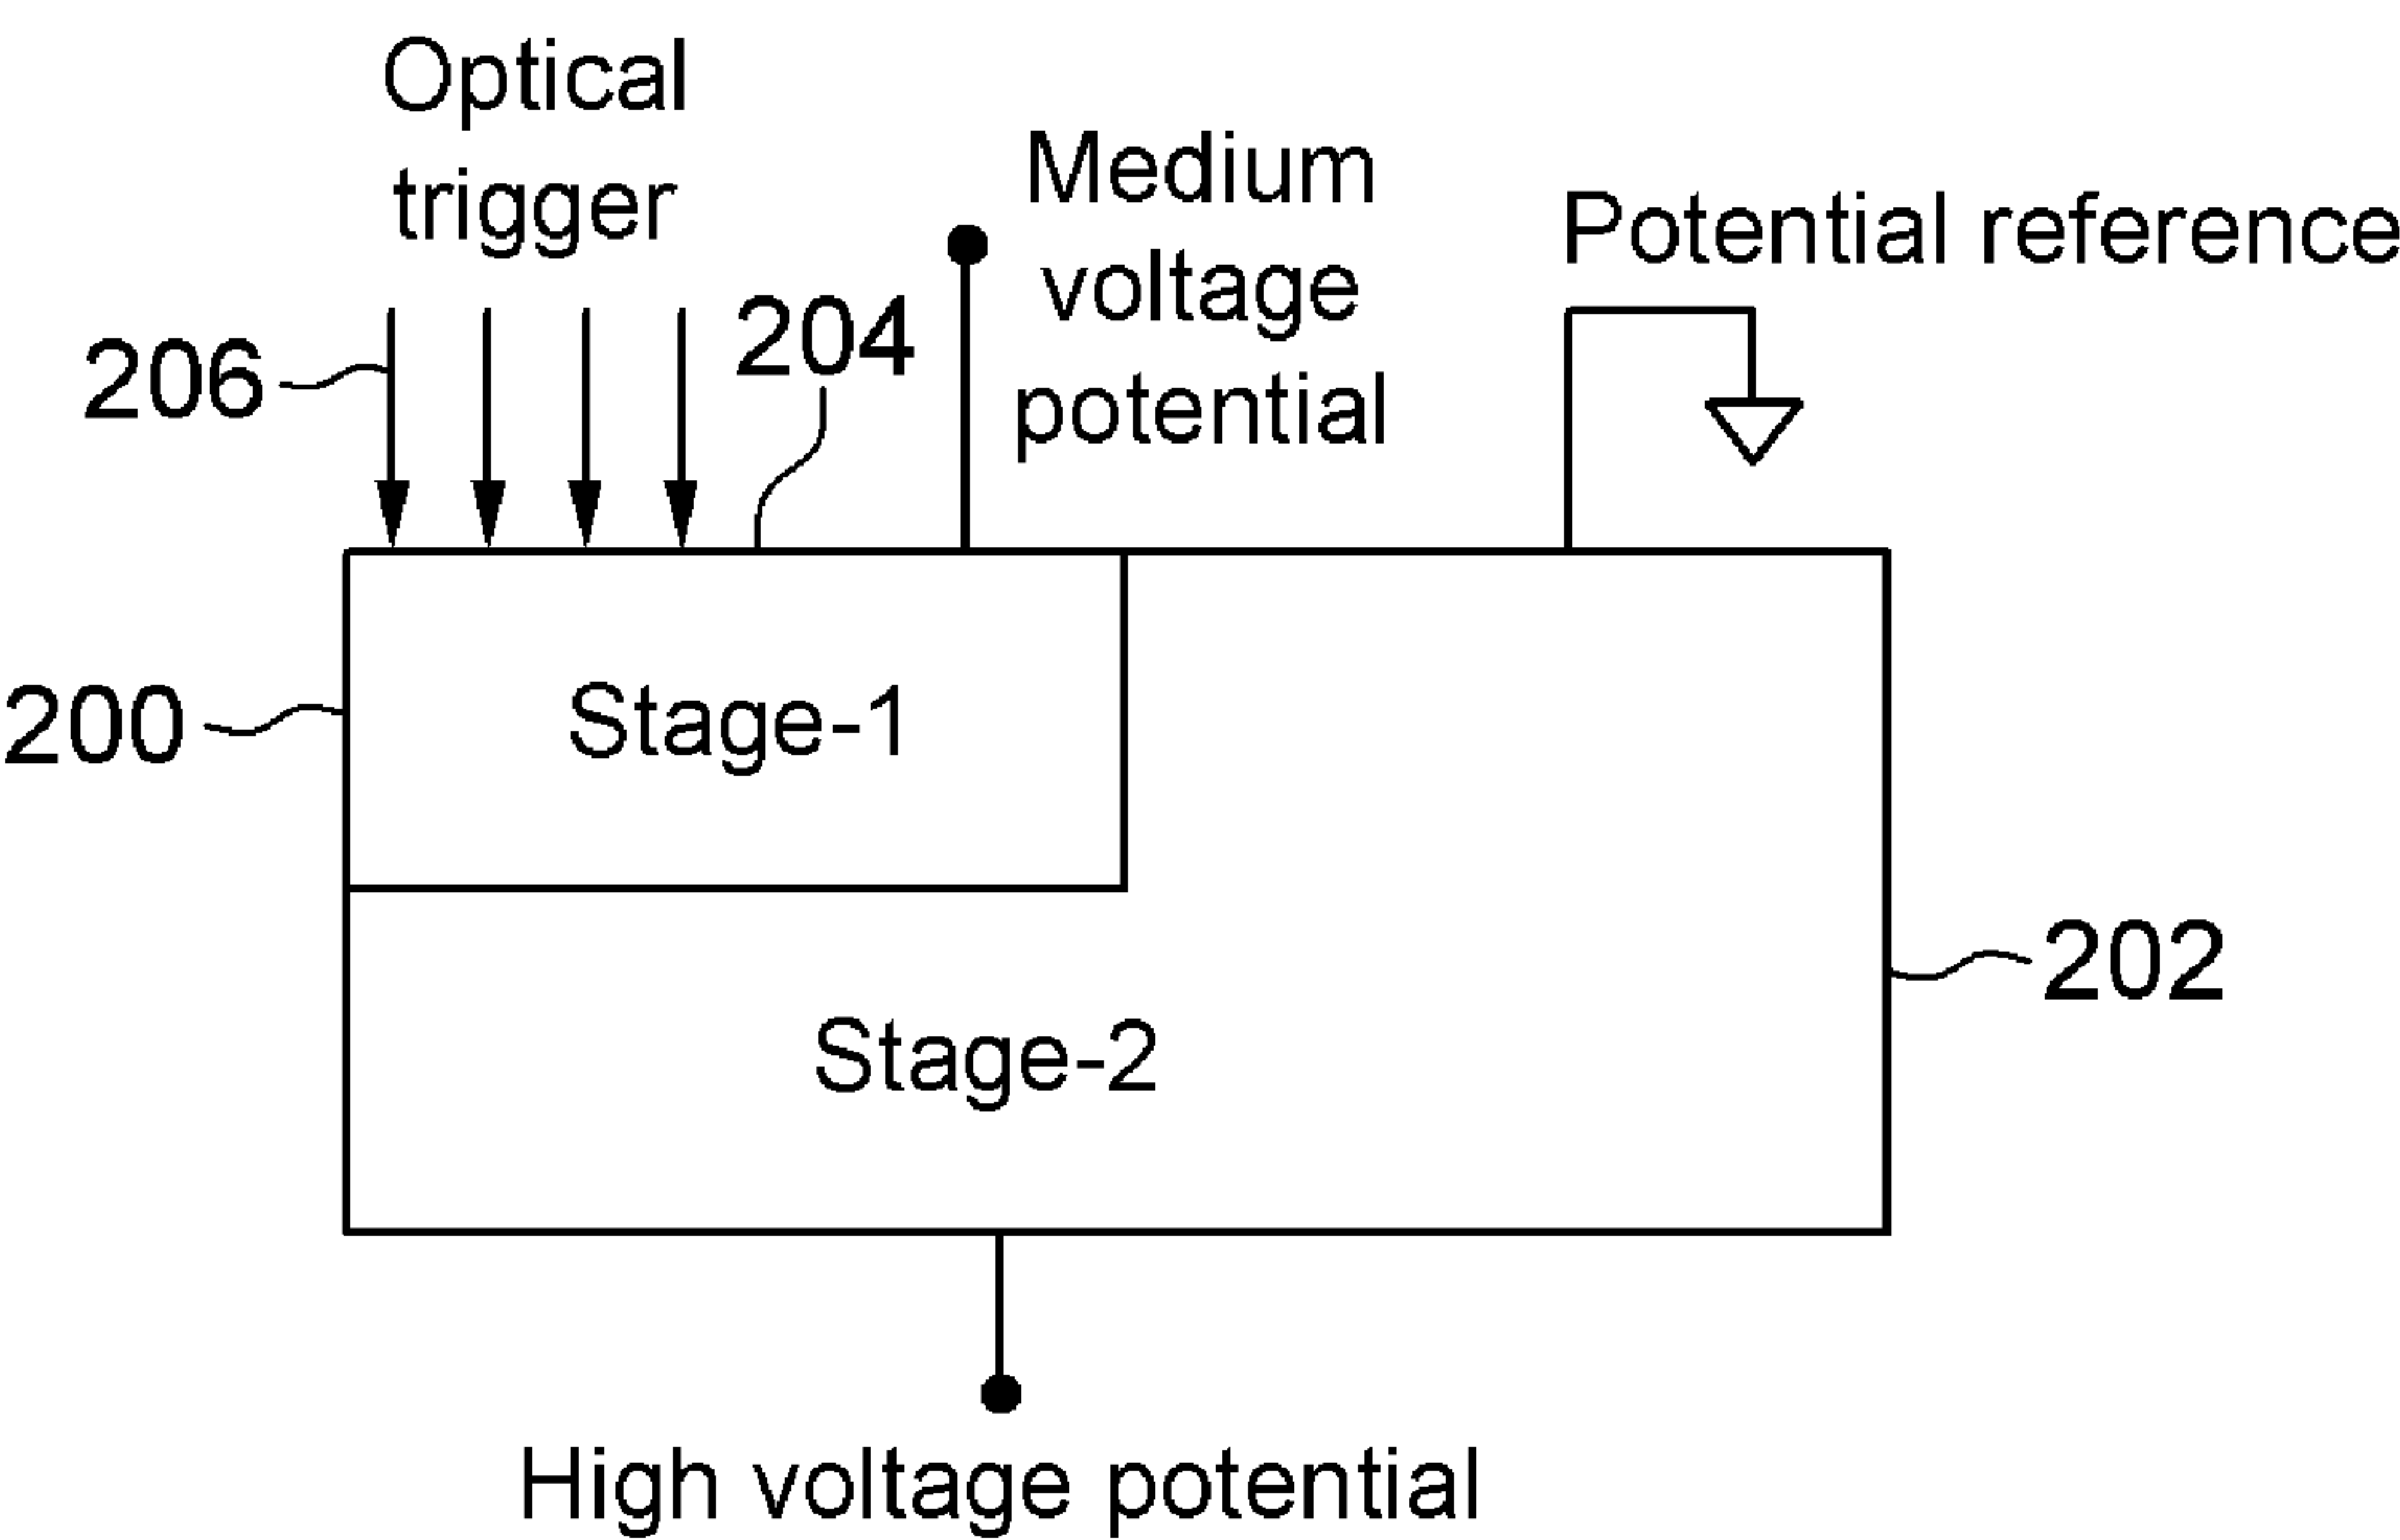 Optical
trigger
Medium
voltage
potential
Potential reference
206
204
200
Stage-1
202
Stage-2
High voltage potential